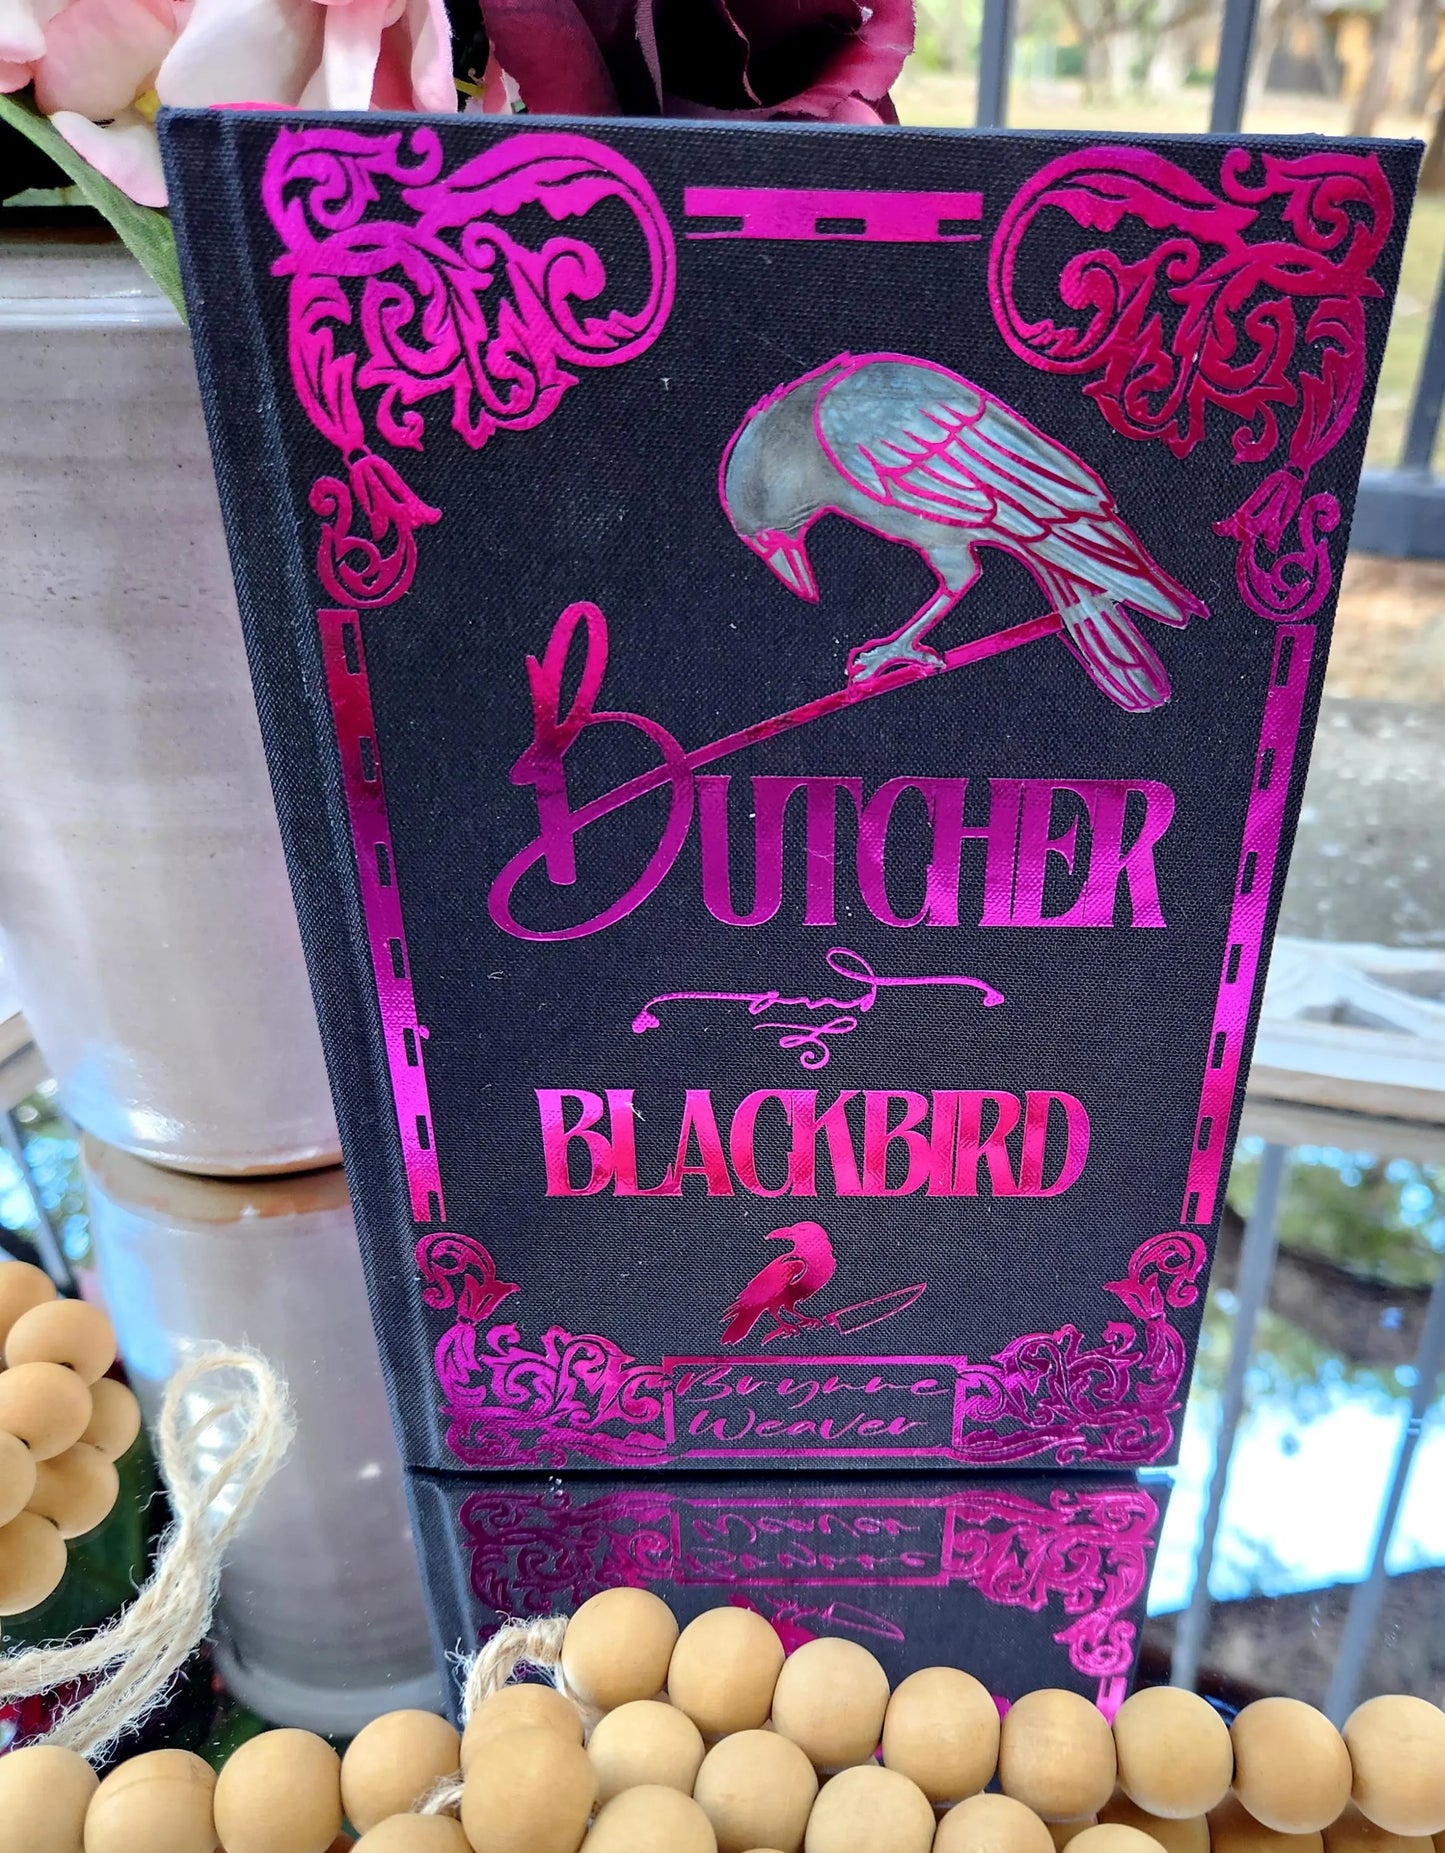 BUTCHER
and
BLACKBIRD
Brynne
Weaver